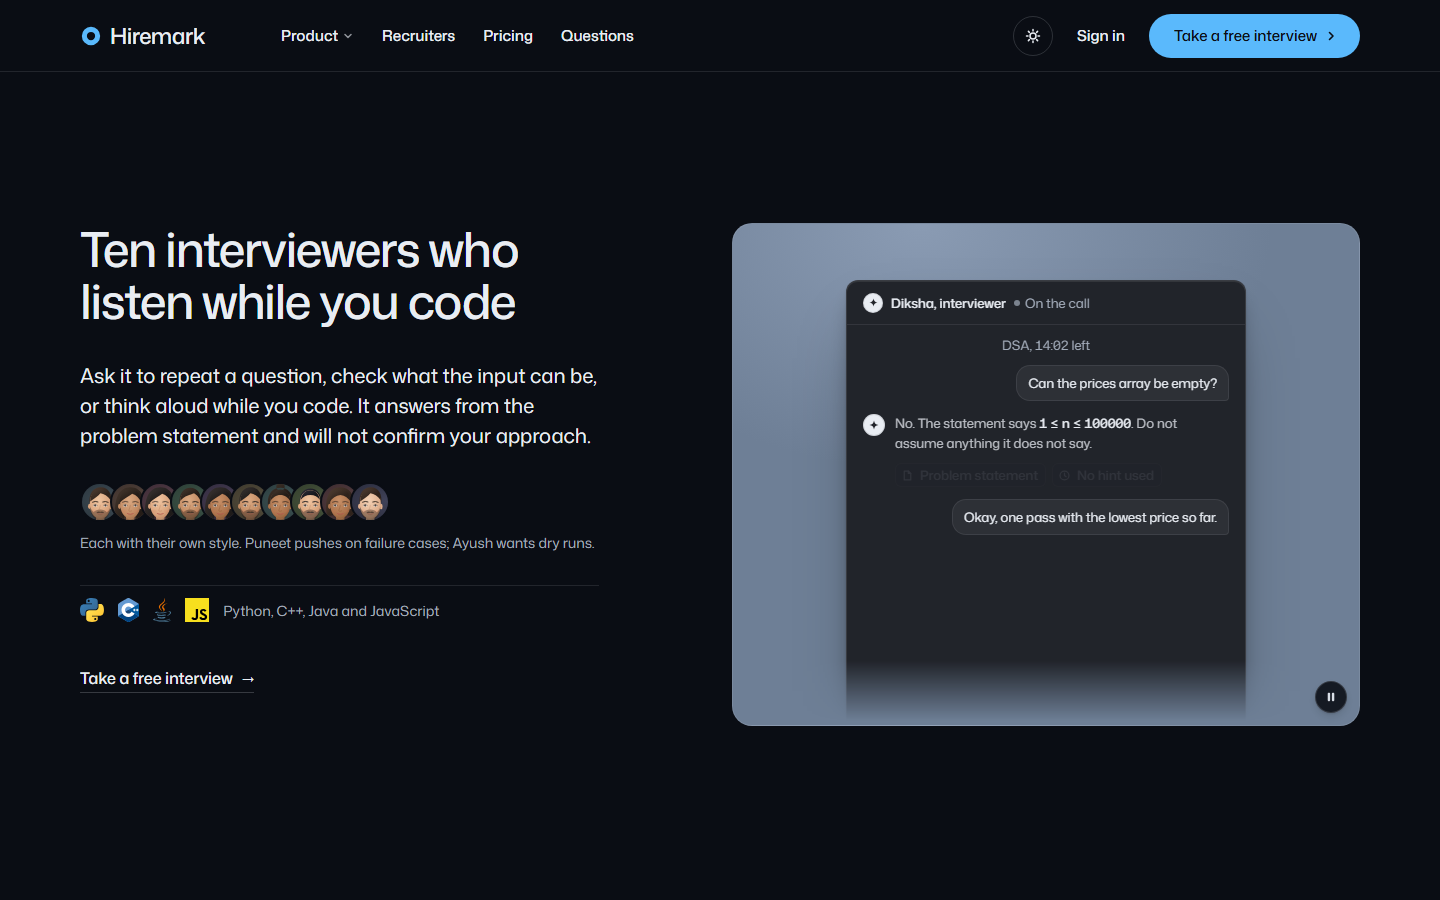 Hiremark
Product
Recruiters
Pricing
Questions
Sign in
Take a free interview
Ten interviewers who
listen while you code
Ask it to repeat a question, check what the input can be,
or think aloud while you code. It answers from the
problem statement and will not confirm your approach.
Each with their own style. Puneet pushes on failure cases; Ayush wants dry runs.
JS
Python, C++, Java and JavaScript
Take a free interview →
Diksha, interviewer • On the call
DSA, 14:02 left
Can the prices array be empty?
No. The statement says 1 ≤ n ≤ 100000. Do not
assume anything it does not say.
Problem statement
No hint used
Okay, one pass with the lowest price so far.